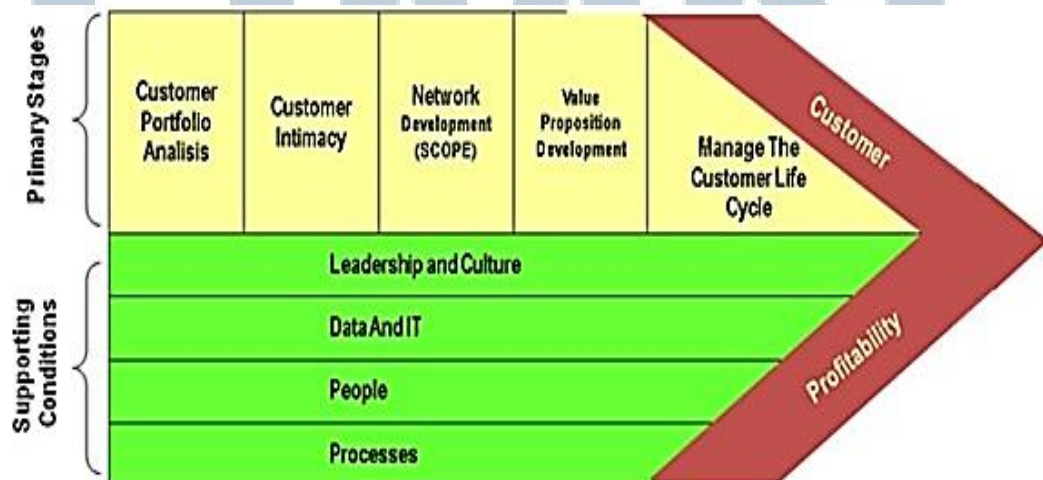 Primary Stages
Customer
Portfolio
Analisis
Customer
Intimacy
Network
Development
(SCOPE)
Value
Proposition
Development
Manage The
Customer Life
Cycle
Customer
Supporting
Conditions
Leadership and Culture
Data And IT
People
Processes
Profitability